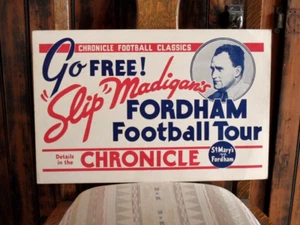 CHRONICLE FOOTBALL CLASSICS
Go FREE!
"Slip" Madigan's
FORDHAM
Football Tour
Details
in the
CHRONICLE
St Mary's
vs
Fordham